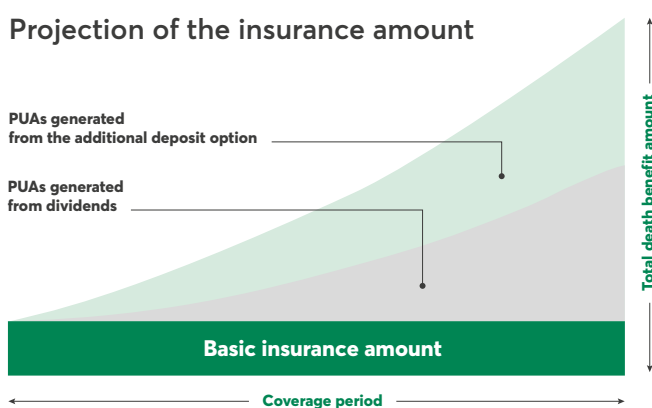 Projection of the insurance amount
PUAs generated
from the additional deposit option
PUAs generated
from dividends
Total death benefit amount
Basic insurance amount
Coverage period